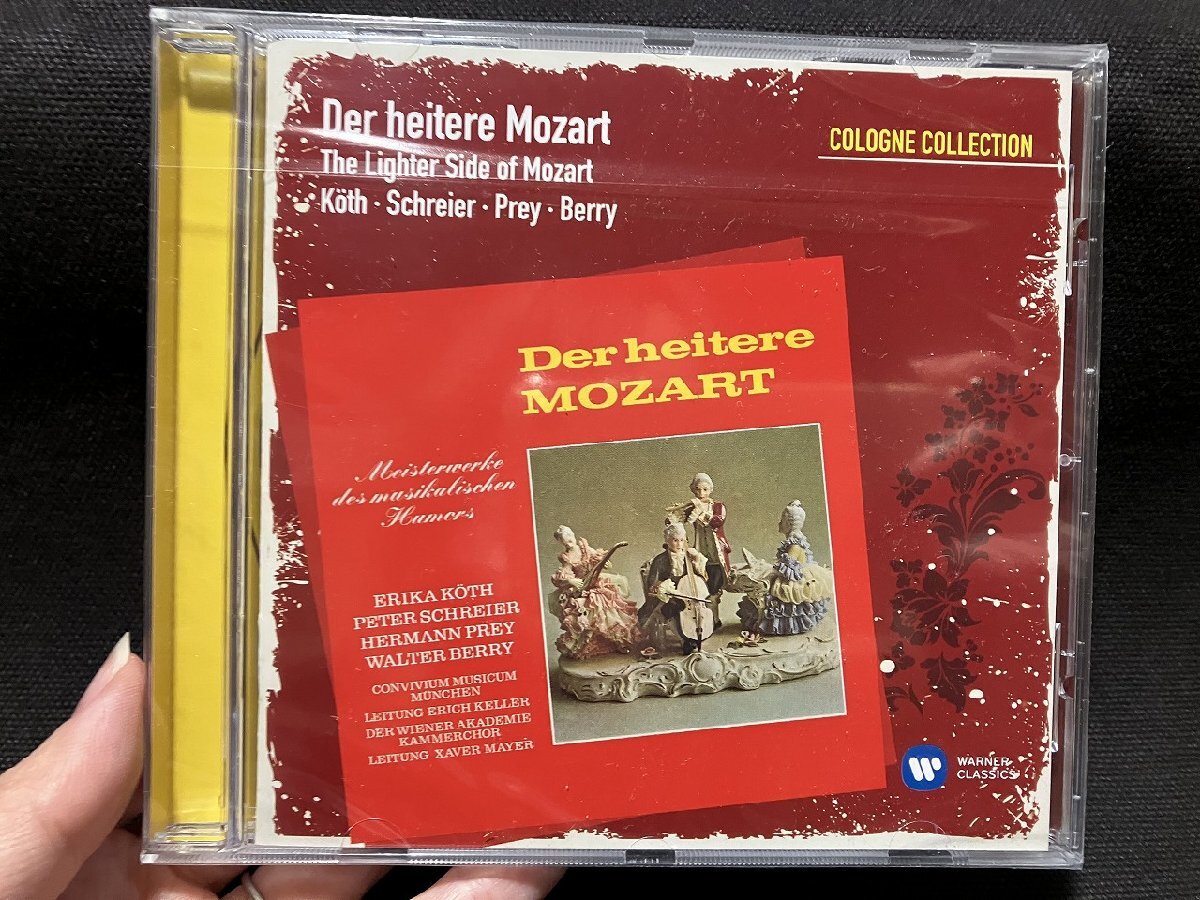 Der heitere Mozart
The Lighter Side of Mozart
Köth · Schreier · Prey · Berry
COLOGNE COLLECTION
Der heitere
MOZART
Meisterwerke
des musikalischen
Humors
ERIKA KÖTH
PETER SCHREIER
HERMANN PREY
WALTER BERRY
CONVIVIUM MUSICUM
MÜNCHEN
LEITUNG ERICH KELLER
DER WIENER AKADEMIE
KAMMERCHOR
LEITUNG XAVER MAYER
WARNER
CLASSICS